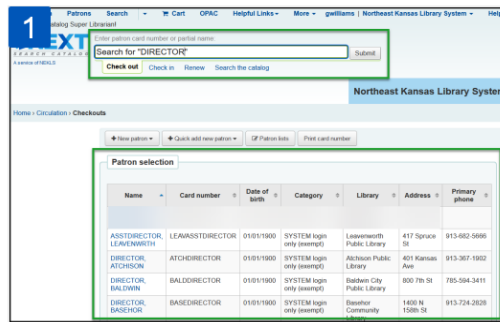 1
Patrons Search Cart OPAC Helpful Links More gwilliams | Northeast Kansas Library System Help
Catalog Super Librarian!
EXT
SEARCH CATALOG
A service of NEKLS
Enter patron card number or partial name:
Search for "DIRECTOR"
Submit
Check out Check in Renew Search the catalog
Northeast Kansas Library System
Home › Circulation › Checkouts
+ New patron + Quick add new patron Patron lists Print card number
Patron selection
Name Card number Date of birth Category Library Address Primary phone
ASSTDIRECTOR, LEAVENWRTH LEAVASSTDIRECTOR 01/01/1900 SYSTEM login only (exempt) Leavenworth Public Library 417 Spruce St 913-682-5666
DIRECTOR, ATCHISON ATCHDIRECTOR 01/01/1900 SYSTEM login only (exempt) Atchison Public Library 401 Kansas Ave 913-367-1902
DIRECTOR, BALDWIN BALDDIRECTOR 01/01/1900 SYSTEM login only (exempt) Baldwin City Public Library 800 7th St 785-594-3411
DIRECTOR, BASEHOR BASEDIRECTOR 01/01/1900 SYSTEM login only (exempt) Basehor Community Library 1400 N 158th St 913-724-2828